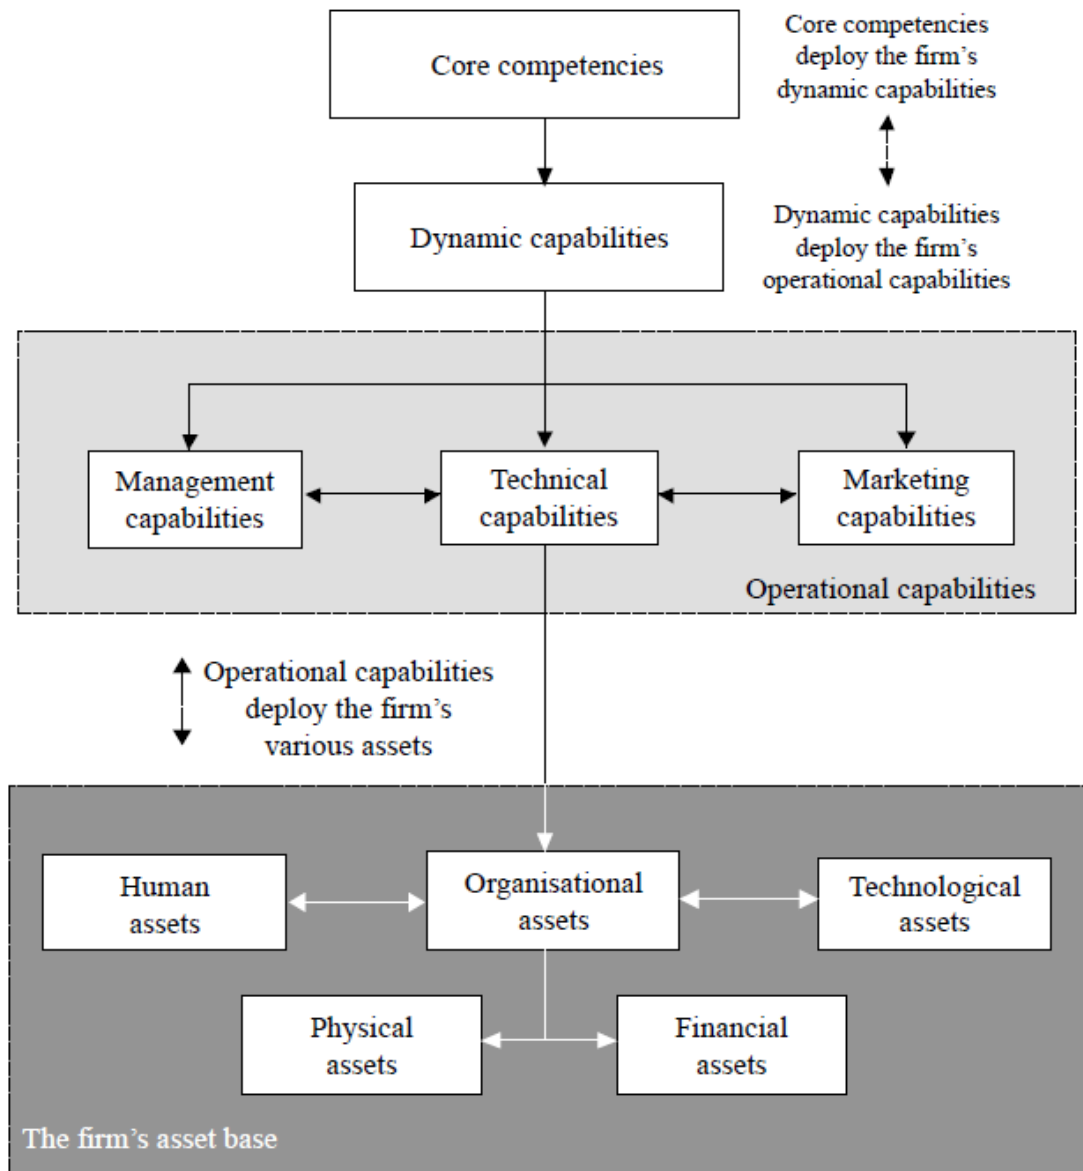 Core competencies
Core competencies
deploy the firm’s
dynamic capabilities
Dynamic capabilities
Dynamic capabilities
deploy the firm’s
operational capabilities
Management
capabilities
Technical
capabilities
Marketing
capabilities
Operational capabilities
Operational capabilities
deploy the firm’s
various assets
Human
assets
Organisational
assets
Technological
assets
Physical
assets
Financial
assets
The firm’s asset base